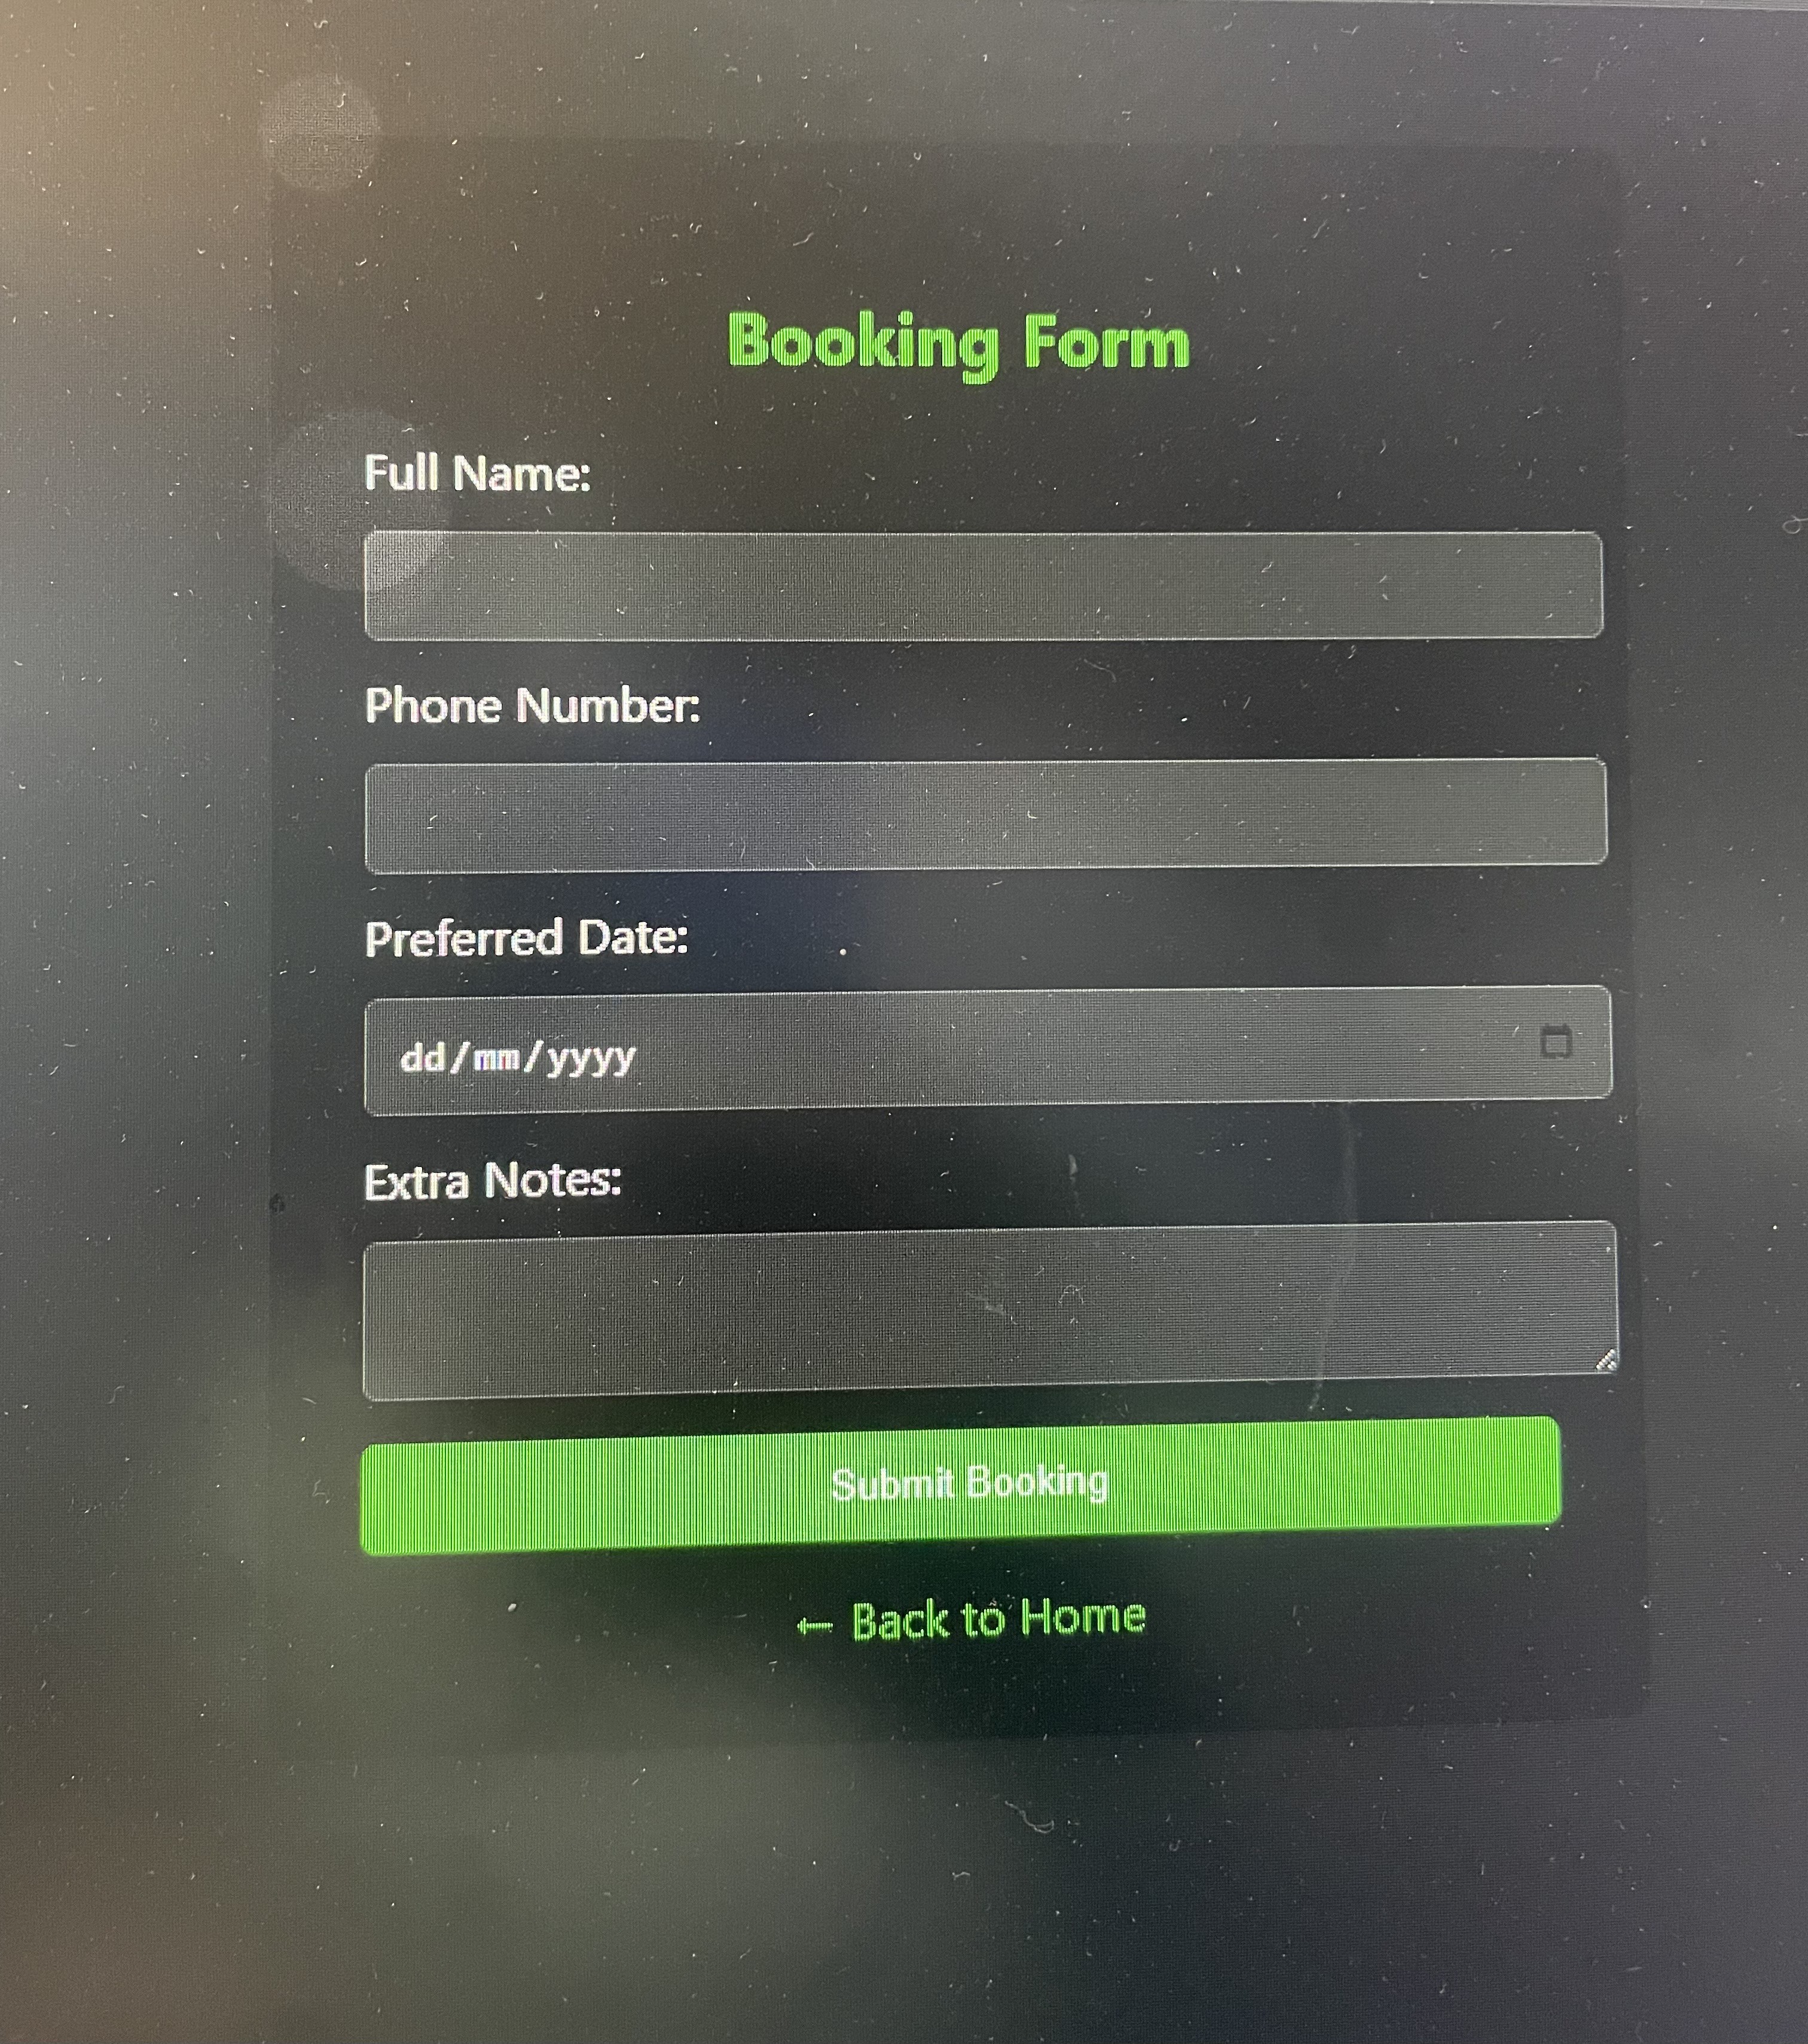 Booking Form
Full Name:
Phone Number:
Preferred Date:
dd/mm/yyyy
Extra Notes:
Submit Booking
← Back to Home